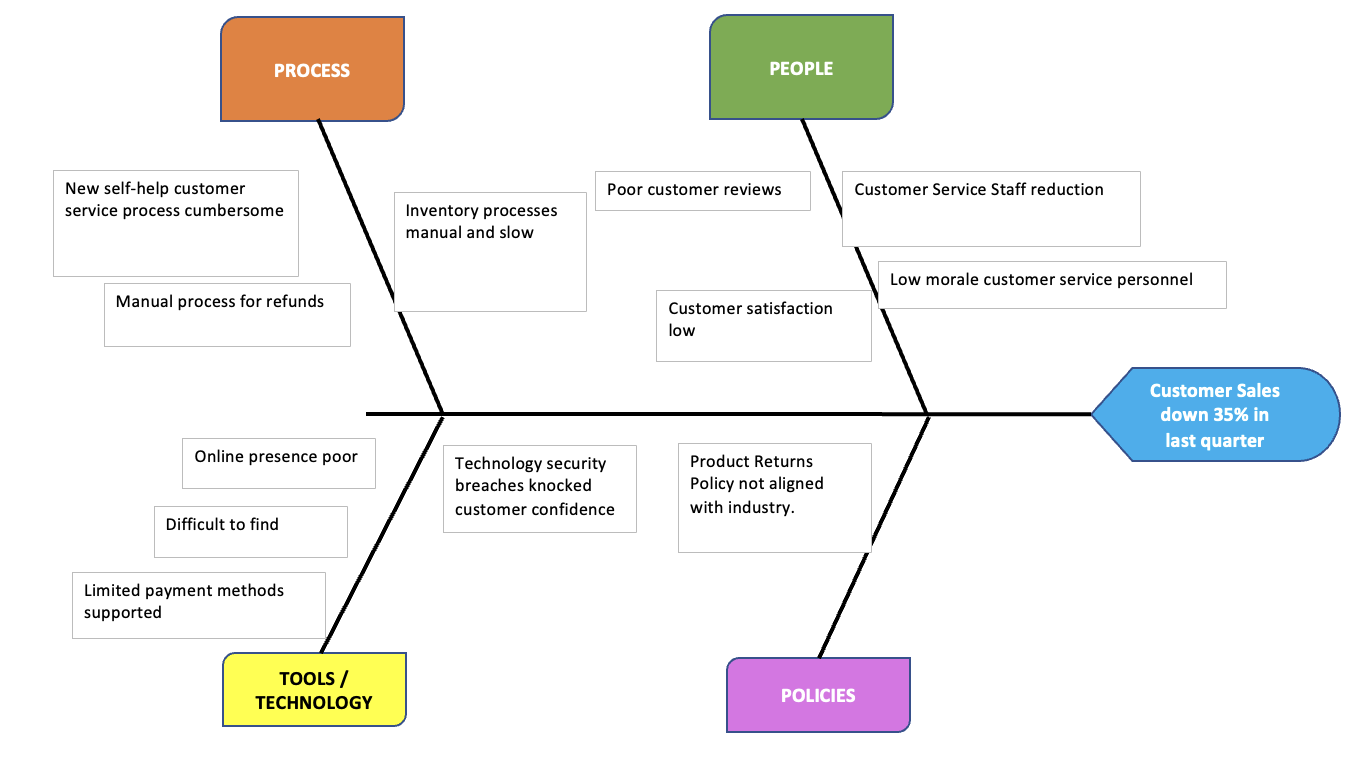 PROCESS
PEOPLE
New self-help customer
service process cumbersome
Inventory processes
manual and slow
Manual process for refunds
Poor customer reviews
Customer Service Staff reduction
Low morale customer service personnel
Customer satisfaction
low
Customer Sales
down 35% in
last quarter
Online presence poor
Difficult to find
Limited payment methods
supported
Technology security
breaches knocked
customer confidence
Product Returns
Policy not aligned
with industry.
TOOLS /
TECHNOLOGY
POLICIES